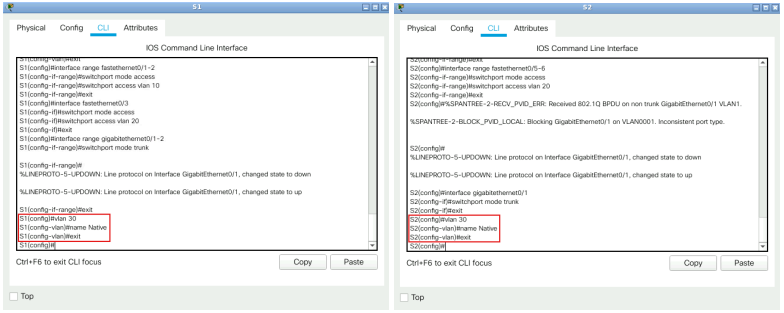 S1
Physical Config CLI Attributes
IOS Command Line Interface
S1(config-vlan)#exit
S1(config)#interface range fastethernet0/1-2
S1(config-if-range)#switchport mode access
S1(config-if-range)#switchport access vlan 10
S1(config-if-range)#exit
S1(config)#interface fastethernet0/3
S1(config-if)#switchport mode access
S1(config-if)#switchport access vlan 20
S1(config-if)#exit
S1(config)#interface range gigabitethernet0/1-2
S1(config-if-range)#switchport mode trunk
S1(config-if-range)#
%LINEPROTO-5-UPDOWN: Line protocol on Interface GigabitEthernet0/1, changed state to down
%LINEPROTO-5-UPDOWN: Line protocol on Interface GigabitEthernet0/1, changed state to up
S1(config-if-range)#exit
S1(config)#vlan 30
S1(config-vlan)#name Native
S1(config-vlan)#exit
S1(config)#
Ctrl+F6 to exit CLI focus
Copy
Paste
Top
S2
Physical Config CLI Attributes
IOS Command Line Interface
S2(config-if-range)#exit
S2(config)#interface range fastethernet0/5-6
S2(config-if-range)#switchport mode access
S2(config-if-range)#switchport access vlan 20
S2(config-if-range)#exit
S2(config)#%SPANTREE-2-RECV_PVID_ERR: Received 802.1Q BPDU on non trunk GigabitEthernet0/1 VLAN1.
%SPANTREE-2-BLOCK_PVID_LOCAL: Blocking GigabitEthernet0/1 on VLAN0001. Inconsistent port type.
S2(config)#
%LINEPROTO-5-UPDOWN: Line protocol on Interface GigabitEthernet0/1, changed state to down
%LINEPROTO-5-UPDOWN: Line protocol on Interface GigabitEthernet0/1, changed state to up
S2(config)#interface gigabitethernet0/1
S2(config-if)#switchport mode trunk
S2(config-if)#exit
S2(config)#vlan 30
S2(config-vlan)#name Native
S2(config-vlan)#exit
S2(config)#
Ctrl+F6 to exit CLI focus
Copy
Paste
Top